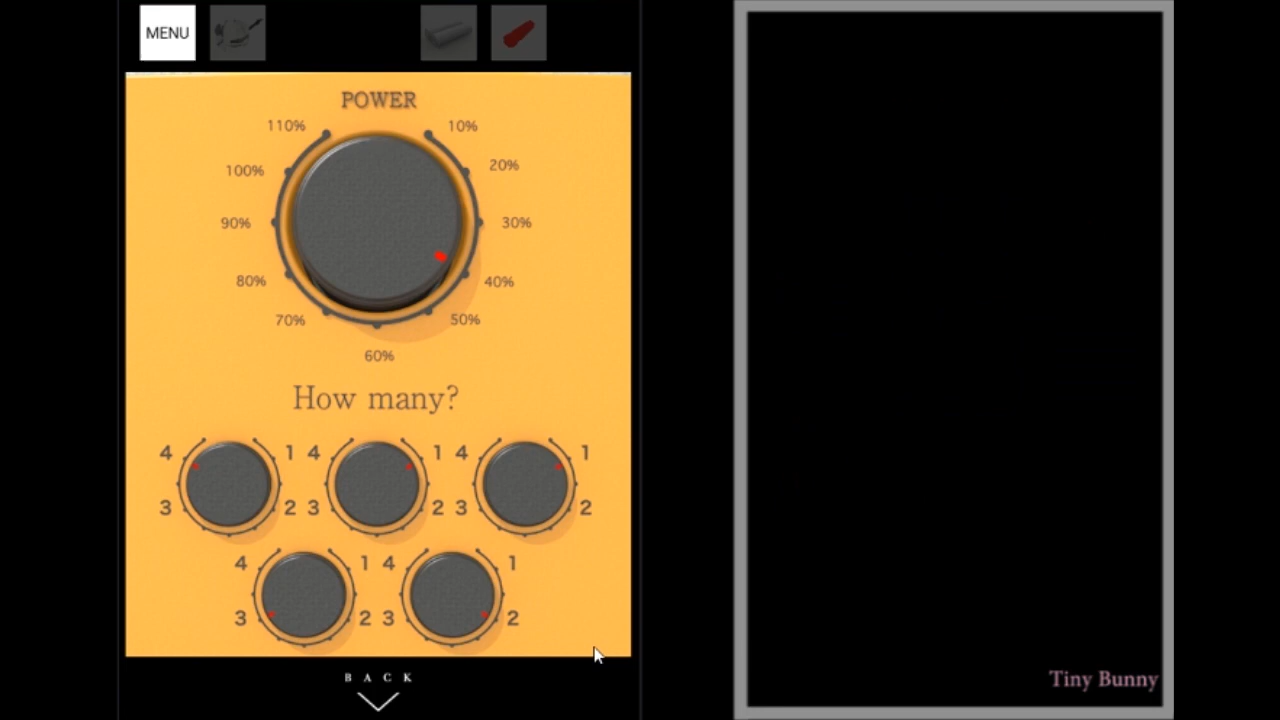 MENU
POWER
110% 10%
100% 20%
90% 30%
80% 40%
70% 50%
60%
How many?
4 1 4 1 4 1
3 2 3 2 3 2
4 1 4 1
3 2 3 2
BACK
Tiny Bunny